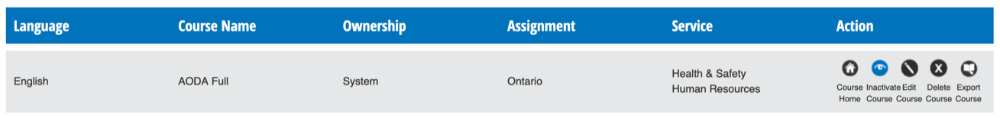 Language Course Name Ownership Assignment Service Action
English AODA Full System Ontario
Health & Safety
Human Resources
Course Inactivate Edit Delete Export
Home Course Course Course Course